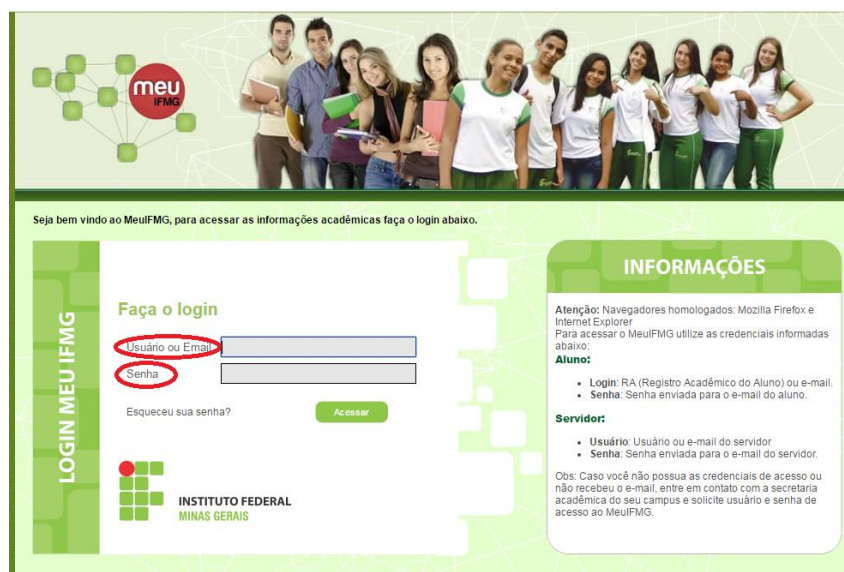 meu
IFMG
Seja bem vindo ao MeuIFMG, para acessar as informações acadêmicas faça o login abaixo.
LOGIN MEU IFMG
Faça o login
Usuário ou Email
Senha
Esqueceu sua senha?
Acessar
INSTITUTO FEDERAL
MINAS GERAIS
INFORMAÇÕES
Atenção: Navegadores homologados: Mozilla Firefox e
Internet Explorer
Para acessar o MeuIFMG utilize as credenciais informadas
abaixo:
Aluno:
• Login: RA (Registro Acadêmico do Aluno) ou e-mail.
• Senha: Senha enviada para o e-mail do aluno.
Servidor:
• Usuário: Usuário ou e-mail do servidor
• Senha: Senha enviada para o e-mail do servidor.
Obs: Caso você não possua as credenciais de acesso ou
não recebeu o e-mail, entre em contato com a secretaria
acadêmica do seu campus e solicite usuário e senha de
acesso ao MeuIFMG.